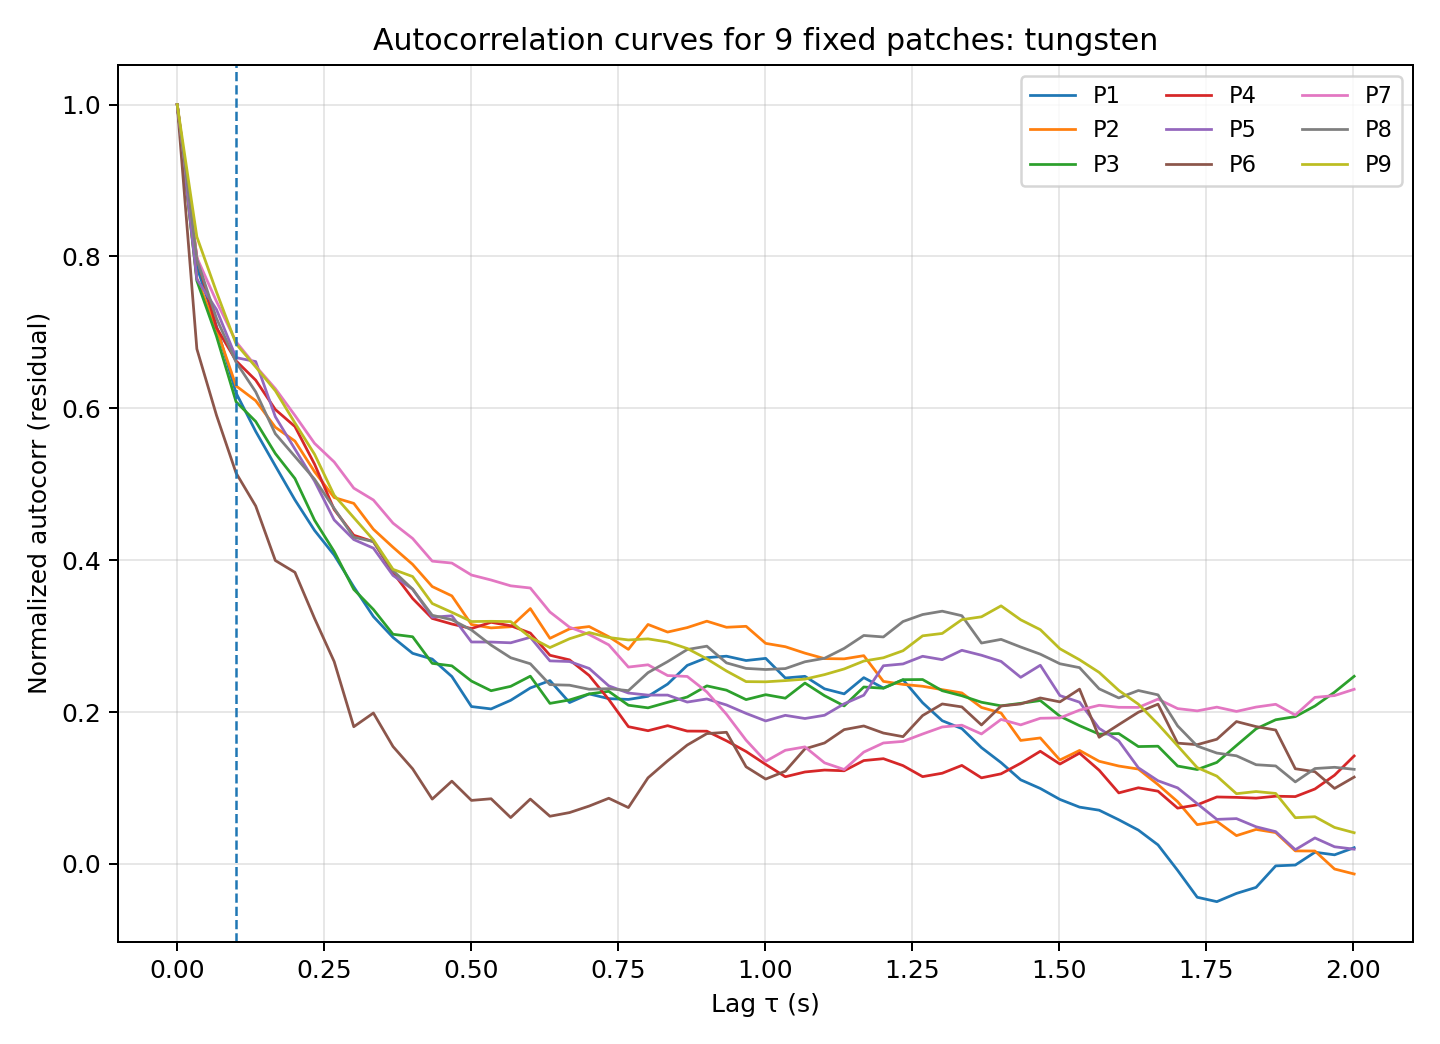 Autocorrelation curves for 9 fixed patches: tungsten
Normalized autocorr (residual)
1.0
0.8
0.6
0.4
0.2
0.0
P1 P4 P7
P2 P5 P8
P3 P6 P9
0.00 0.25 0.50 0.75 1.00 1.25 1.50 1.75 2.00
Lag τ (s)